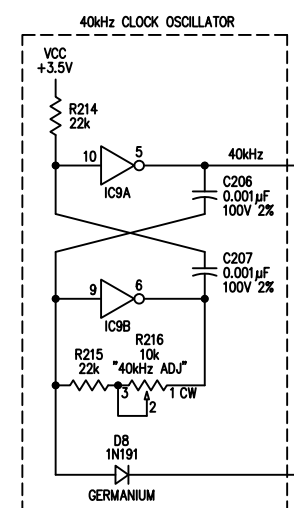 40kHz CLOCK OSCILLATOR
VCC
+3.5V
R214
22k
10
5
IC9A
40kHz
C206
0.001µF
100V 2%
C207
0.001µF
100V 2%
9
6
IC9B
R216
10k
"40kHz ADJ"
R215
22k
3
2
1 CW
D8
1N191
GERMANIUM